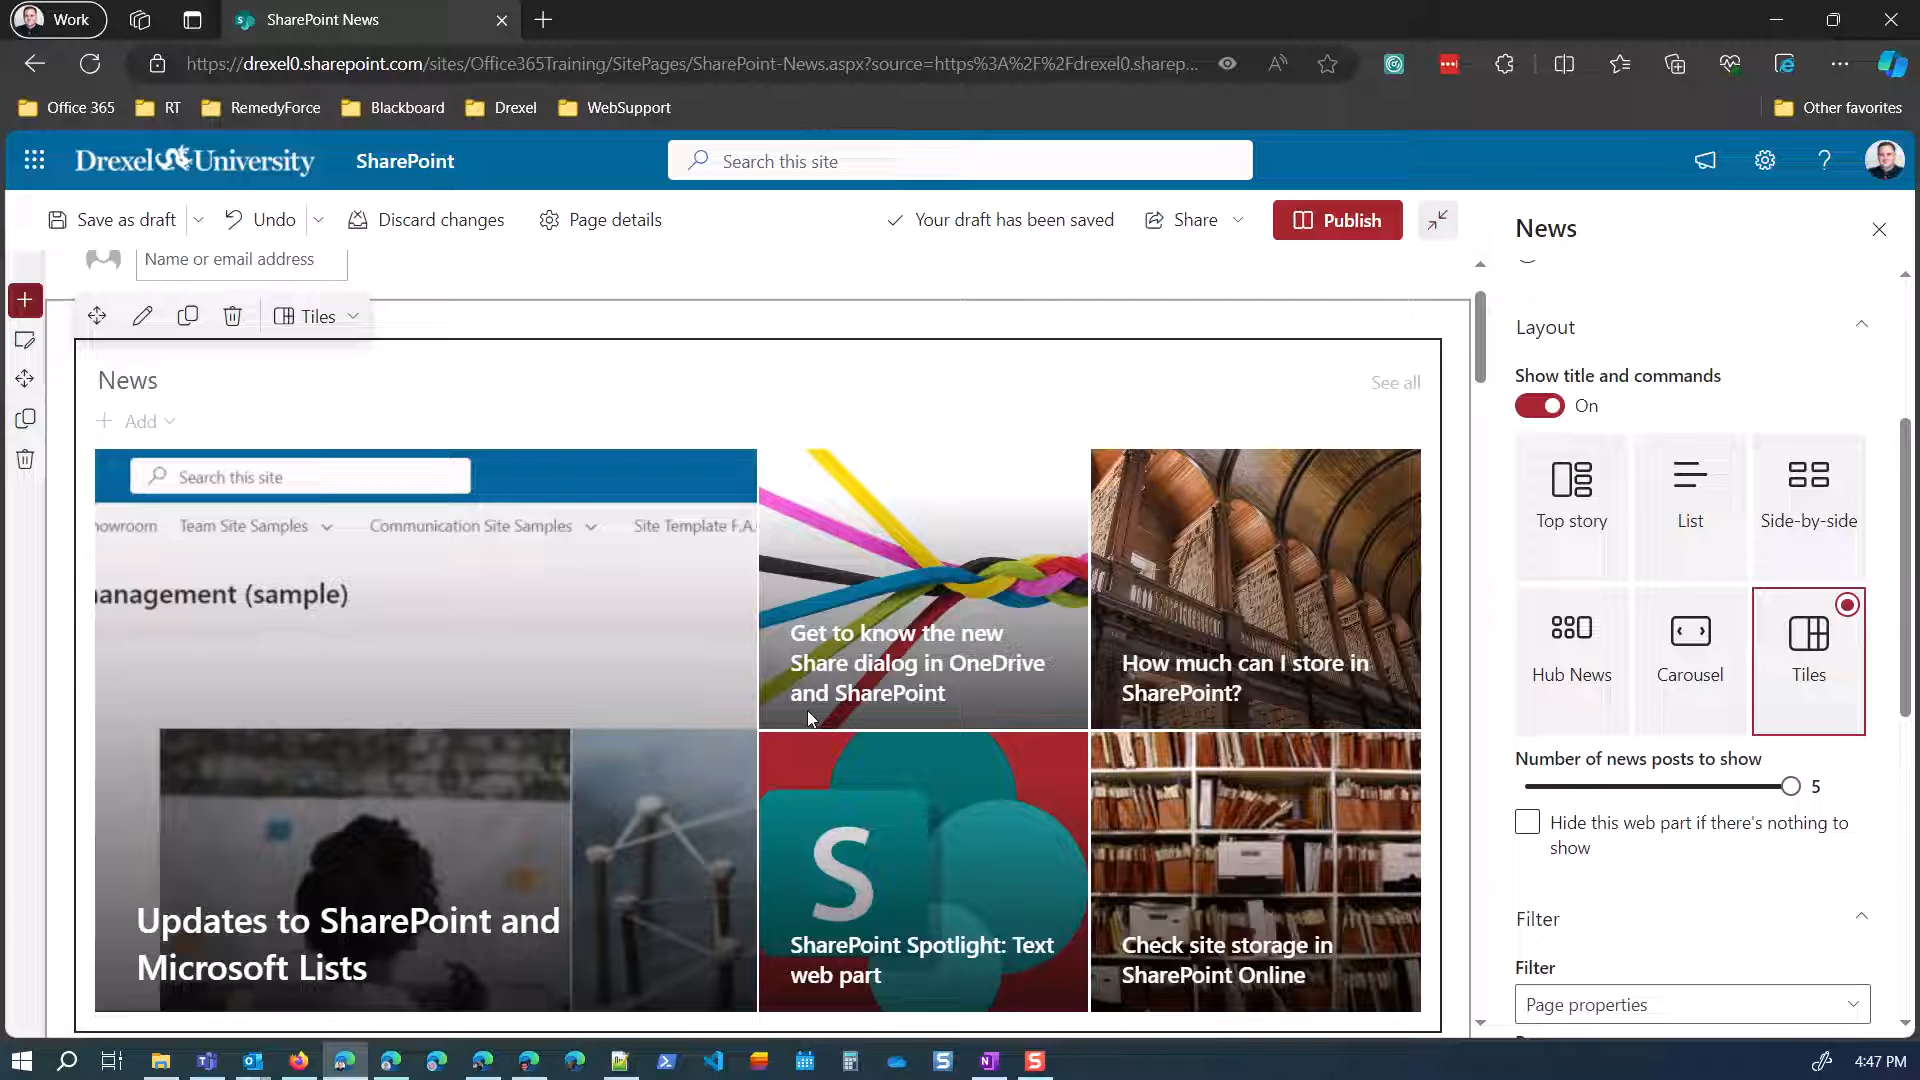 Work
SharePoint News
https://drexel0.sharepoint.com/sites/Office365Training/SitePages/SharePoint-News.aspx?source=https%3A%2F%2Fdrexel0.sharep...
Office 365
RT
RemedyForce
Blackboard
Drexel
WebSupport
Other favorites
Drexel University
SharePoint
Search this site
Save as draft
Undo
Discard changes
Page details
Your draft has been saved
Share
Publish
Name or email address
Tiles
News
See all
Add
Search this site
howroom
Team Site Samples
Communication Site Samples
Site Template F.A.
anagement (sample)
Updates to SharePoint and
Microsoft Lists
Get to know the new
Share dialog in OneDrive
and SharePoint
How much can I store in
SharePoint?
S
SharePoint Spotlight: Text
web part
Check site storage in
SharePoint Online
News
Layout
Show title and commands
On
Top story
List
Side-by-side
Hub News
Carousel
Tiles
Number of news posts to show
5
Hide this web part if there's nothing to
show
Filter
Filter
Page properties
4:47 PM